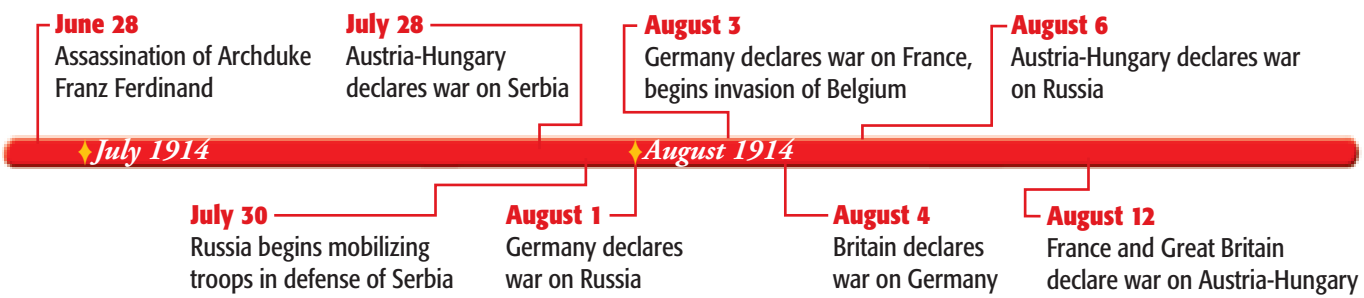 June 28
Assassination of Archduke
Franz Ferdinand
July 28
Austria-Hungary
declares war on Serbia
August 3
Germany declares war on France,
begins invasion of Belgium
August 6
Austria-Hungary declares war
on Russia
July 1914
August 1914
July 30
Russia begins mobilizing
troops in defense of Serbia
August 1
Germany declares
war on Russia
August 4
Britain declares
war on Germany
August 12
France and Great Britain
declare war on Austria-Hungary